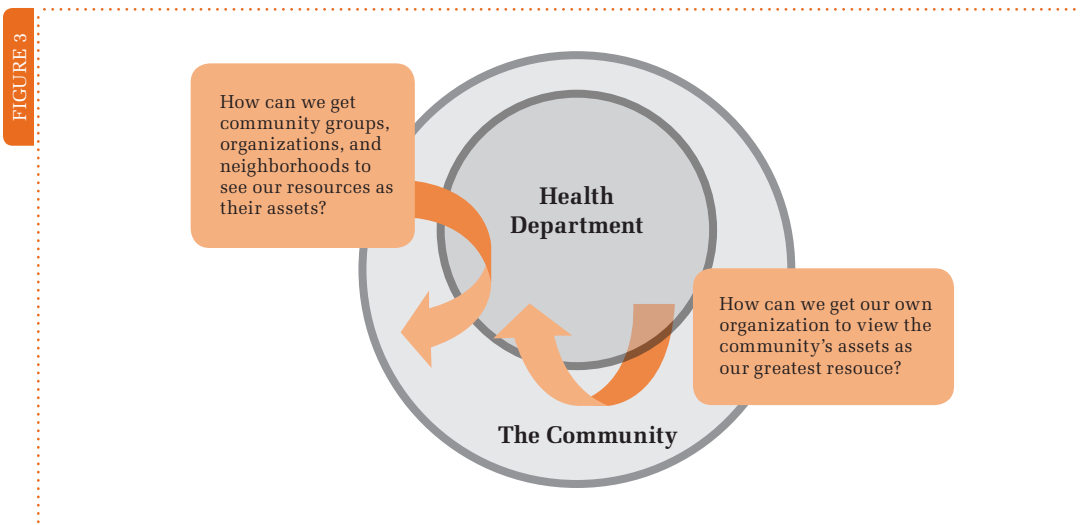 FIGURE 3
How can we get
community groups,
organizations, and
neighborhoods to
see our resources as
their assets?
Health
Department
How can we get our own
organization to view the
community's assets as
our greatest resouce?
The Community